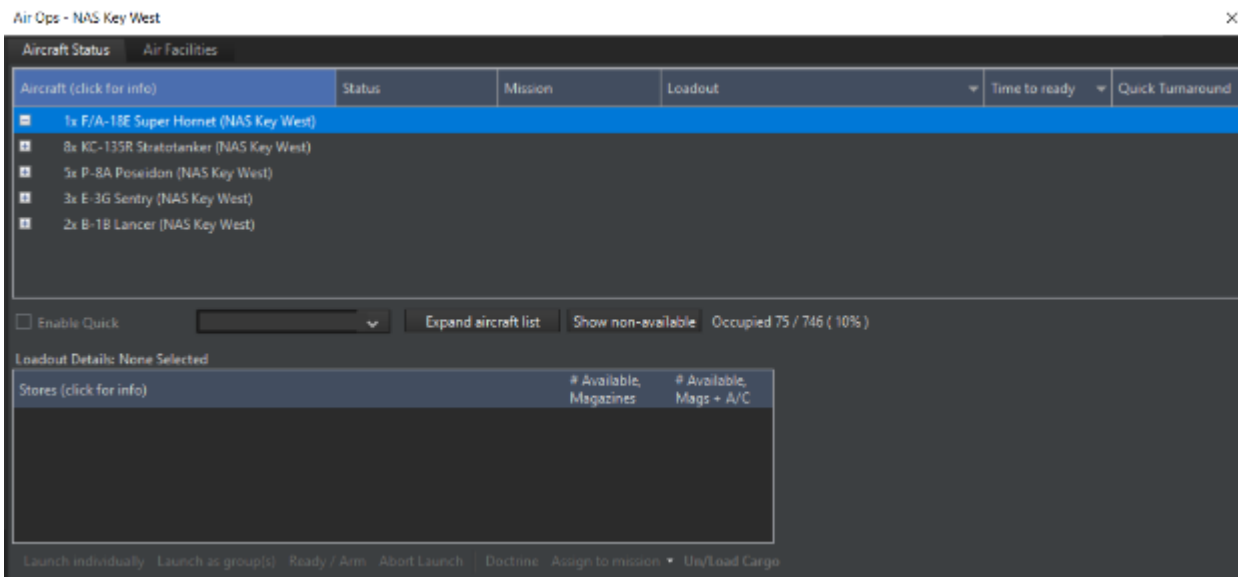 Air Ops - NAS Key West
Aircraft Status Air Facilities
Aircraft (click for info) Status Mission Loadout Time to ready Quick Turnaround
1x F/A-18E Super Hornet (NAS Key West)
8x KC-135R Stratotanker (NAS Key West)
5x P-8A Poseidon (NAS Key West)
3x E-3G Sentry (NAS Key West)
2x B-1B Lancer (NAS Key West)
Enable Quick Expand aircraft list Show non-available Occupied 75 / 746 ( 10% )
Loadout Details: None Selected
Stores (click for info) # Available, Magazines # Available, Mags + A/C
Launch individually Launch as group(s) Ready / Arm Abort Launch Doctrine Assign to mission Un/Load Cargo